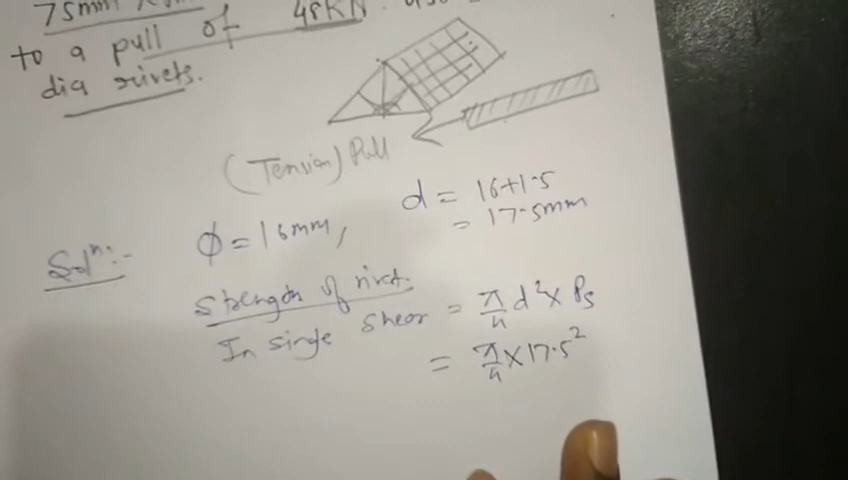 75mm
to a pull of 48KN.
dia rivets.
(Tension) Pull
Solⁿ:- ϕ = 16mm, d = 16+1.5
= 17.5mm
Strength of rivet.
In single shear = π/4 d² × Ps
= π/4 × 17.5²